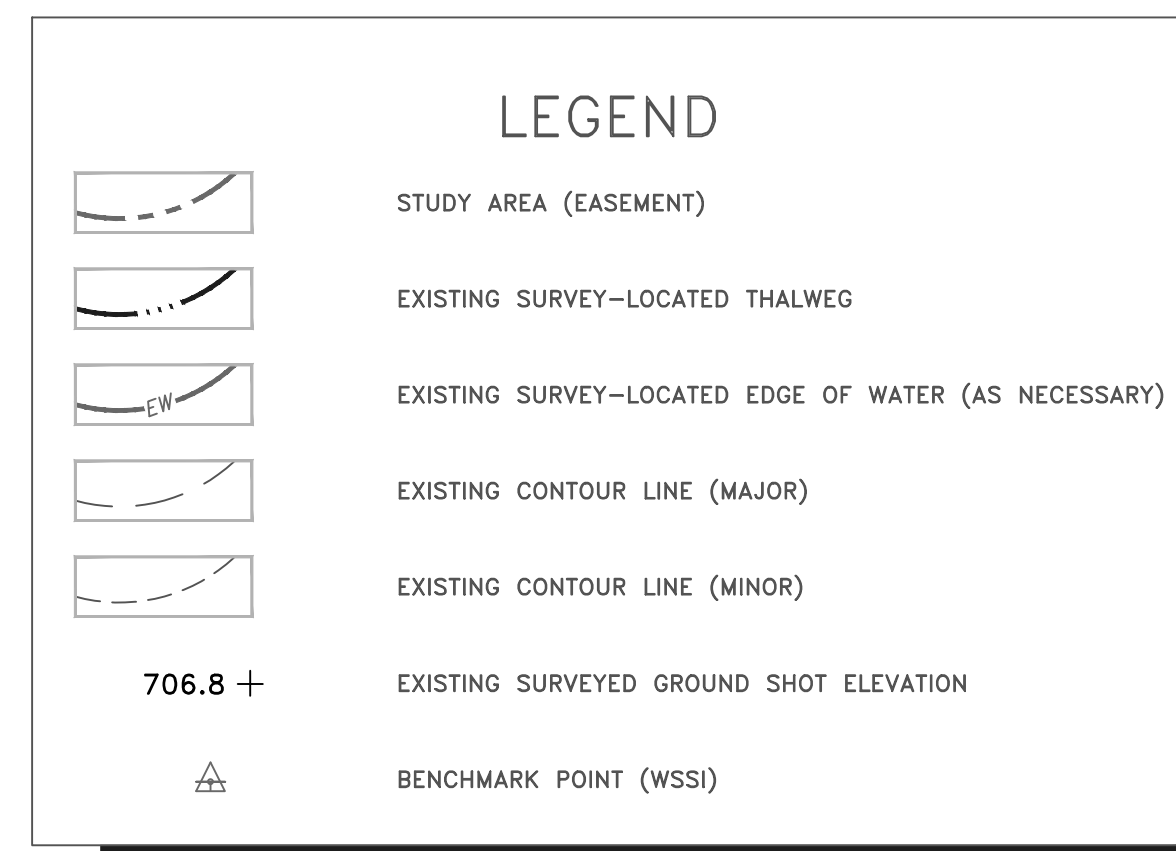 LEGEND
STUDY AREA (EASEMENT)
EXISTING SURVEY-LOCATED THALWEG
EW EXISTING SURVEY-LOCATED EDGE OF WATER (AS NECESSARY)
EXISTING CONTOUR LINE (MAJOR)
EXISTING CONTOUR LINE (MINOR)
706.8 EXISTING SURVEYED GROUND SHOT ELEVATION
BENCHMARK POINT (WSSI)